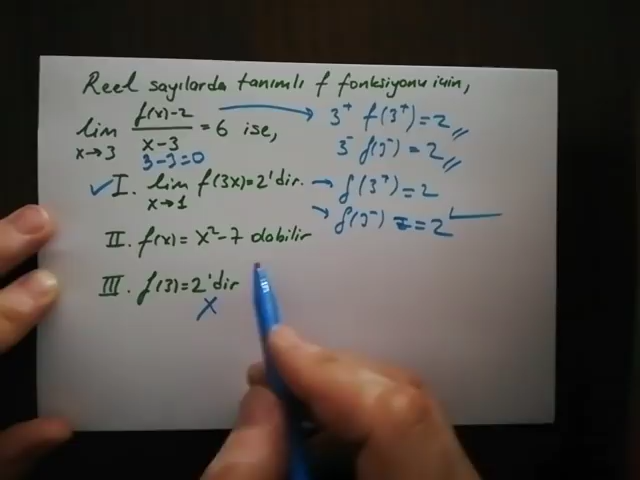 Reel sayılarda tanımlı f fonksiyonu için,
lim x→3 f(x)-2 / x-3 = 6 ise,
3-3=0
→ 3⁺ f(3⁺) = 2
3⁻ f(3⁻) = 2
✓ I. lim x→1 f(3x)=2'dir. → f(3⁺) = 2
→ f(3⁻) = 2
II. f(x) = x²-7 olabilir
III. f(3)=2'dir
X